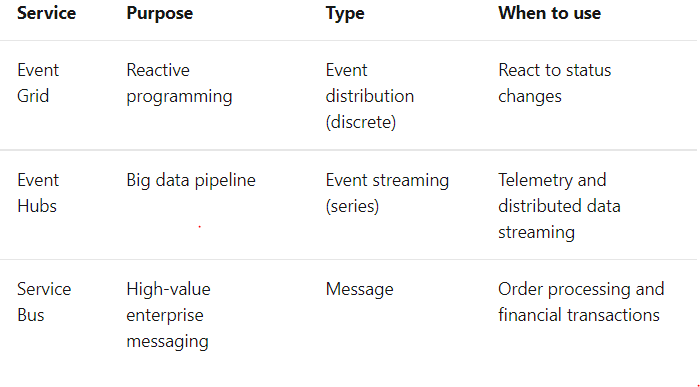 Service Purpose Type When to use
Event Grid Reactive programming Event distribution (discrete) React to status changes
Event Hubs Big data pipeline Event streaming (series) Telemetry and distributed data streaming
Service Bus High-value enterprise messaging Message Order processing and financial transactions